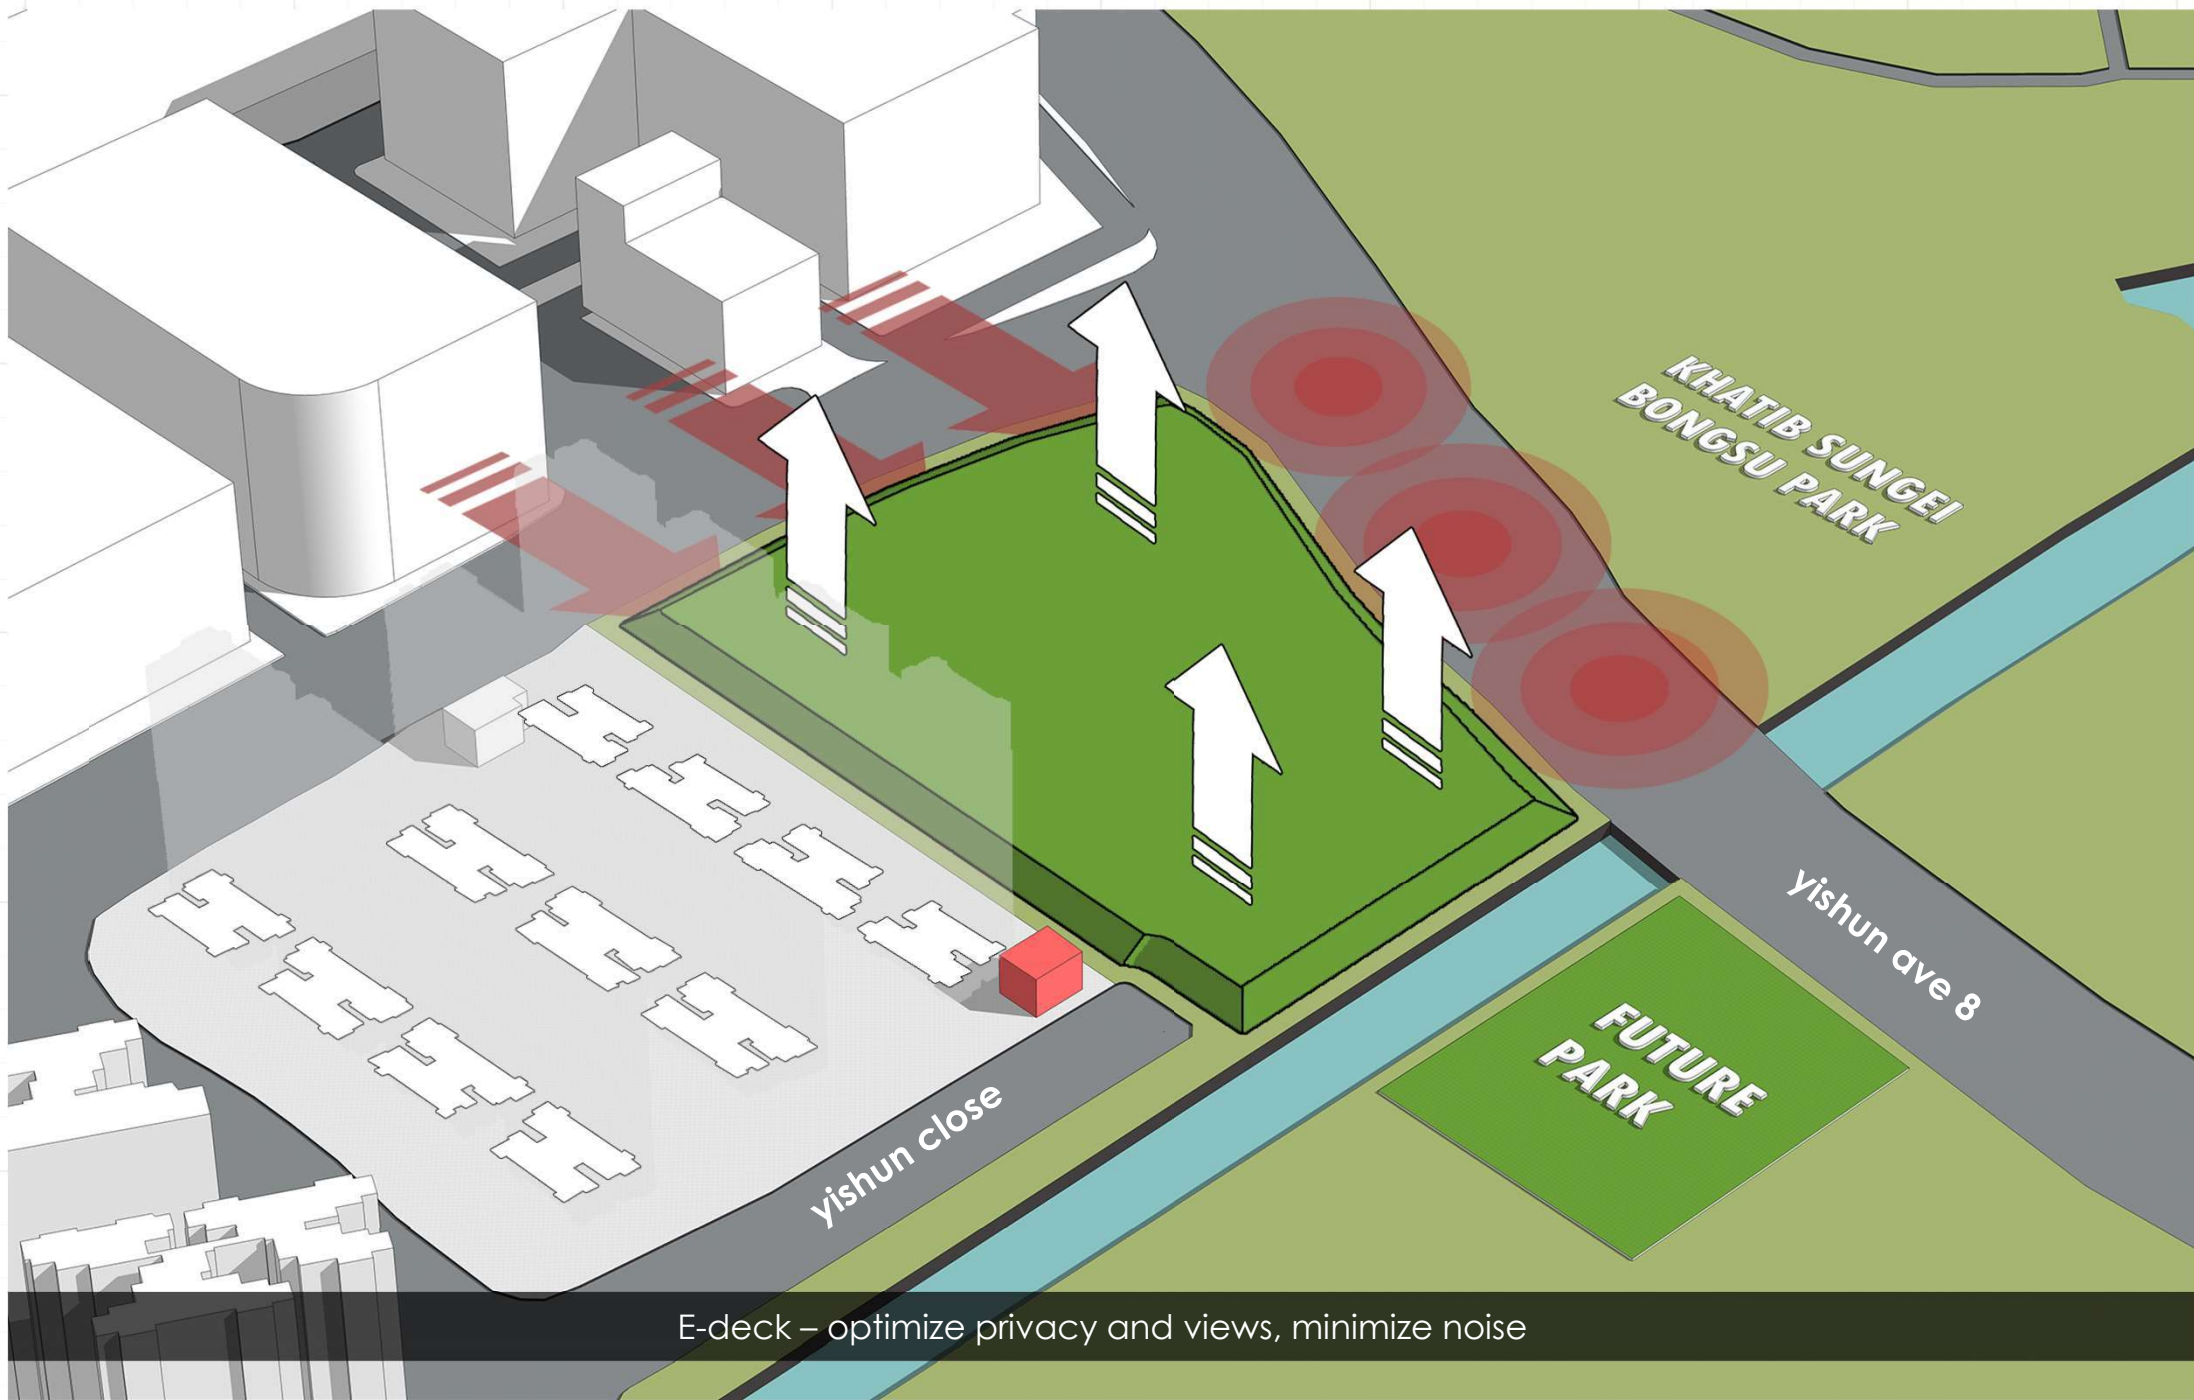 KHATIB SUNGEI
BONGSU PARK
yishun ave 8
FUTURE
PARK
yishun close
E-deck – optimize privacy and views, minimize noise